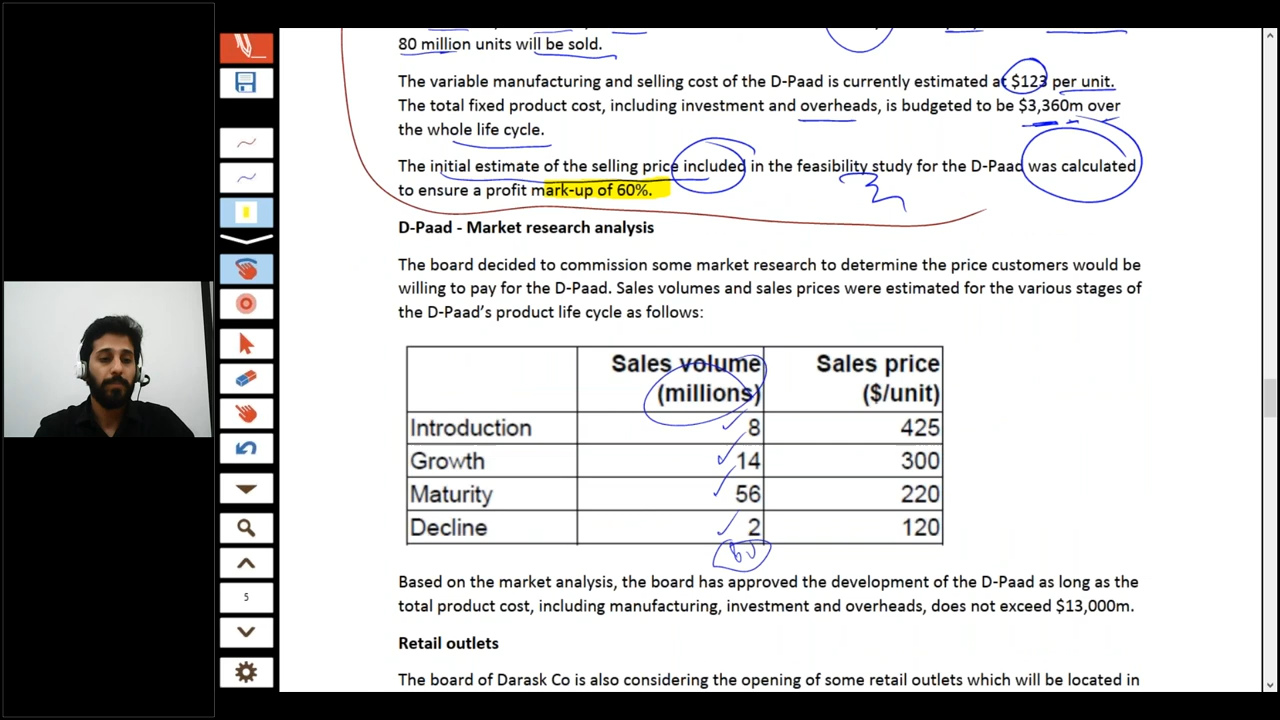 80 million units will be sold.
The variable manufacturing and selling cost of the D-Paad is currently estimated at $123 per unit.
The total fixed product cost, including investment and overheads, is budgeted to be $3,360m over
the whole life cycle.
The initial estimate of the selling price included in the feasibility study for the D-Paad was calculated
to ensure a profit mark-up of 60%.
D-Paad - Market research analysis
The board decided to commission some market research to determine the price customers would be
willing to pay for the D-Paad. Sales volumes and sales prices were estimated for the various stages of
the D-Paad's product life cycle as follows:
Sales volume (millions) Sales price ($/unit)
Introduction 8 425
Growth 14 300
Maturity 56 220
Decline 2 120
80
Based on the market analysis, the board has approved the development of the D-Paad as long as the
total product cost, including manufacturing, investment and overheads, does not exceed $13,000m.
Retail outlets
The board of Darask Co is also considering the opening of some retail outlets which will be located in
5